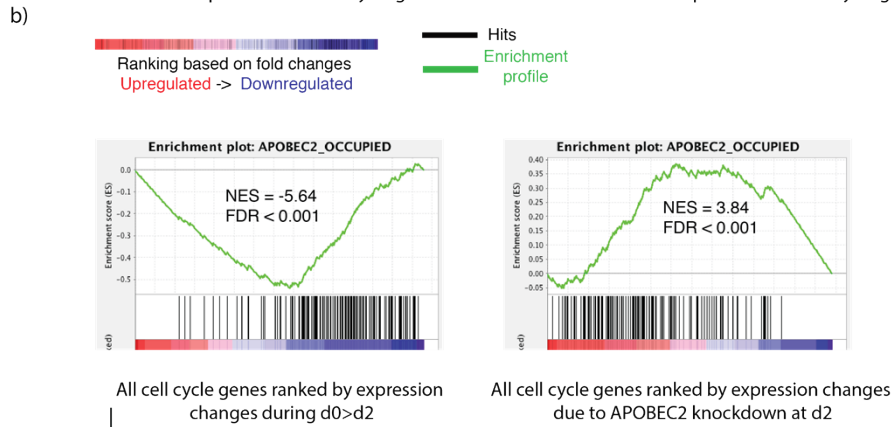 b)
Hits
Enrichment
profile
Ranking based on fold changes
Upregulated -> Downregulated
Enrichment plot: APOBEC2_OCCUPIED
Enrichment score (ES)
0.0
-0.1
-0.2
-0.3
-0.4
-0.5
NES = -5.64
FDR < 0.001
All cell cycle genes ranked by expression
changes during d0>d2
Enrichment plot: APOBEC2_OCCUPIED
Enrichment score (ES)
0.40
0.35
0.30
0.25
0.20
0.15
0.10
0.05
0.00
-0.05
NES = 3.84
FDR < 0.001
All cell cycle genes ranked by expression changes
due to APOBEC2 knockdown at d2